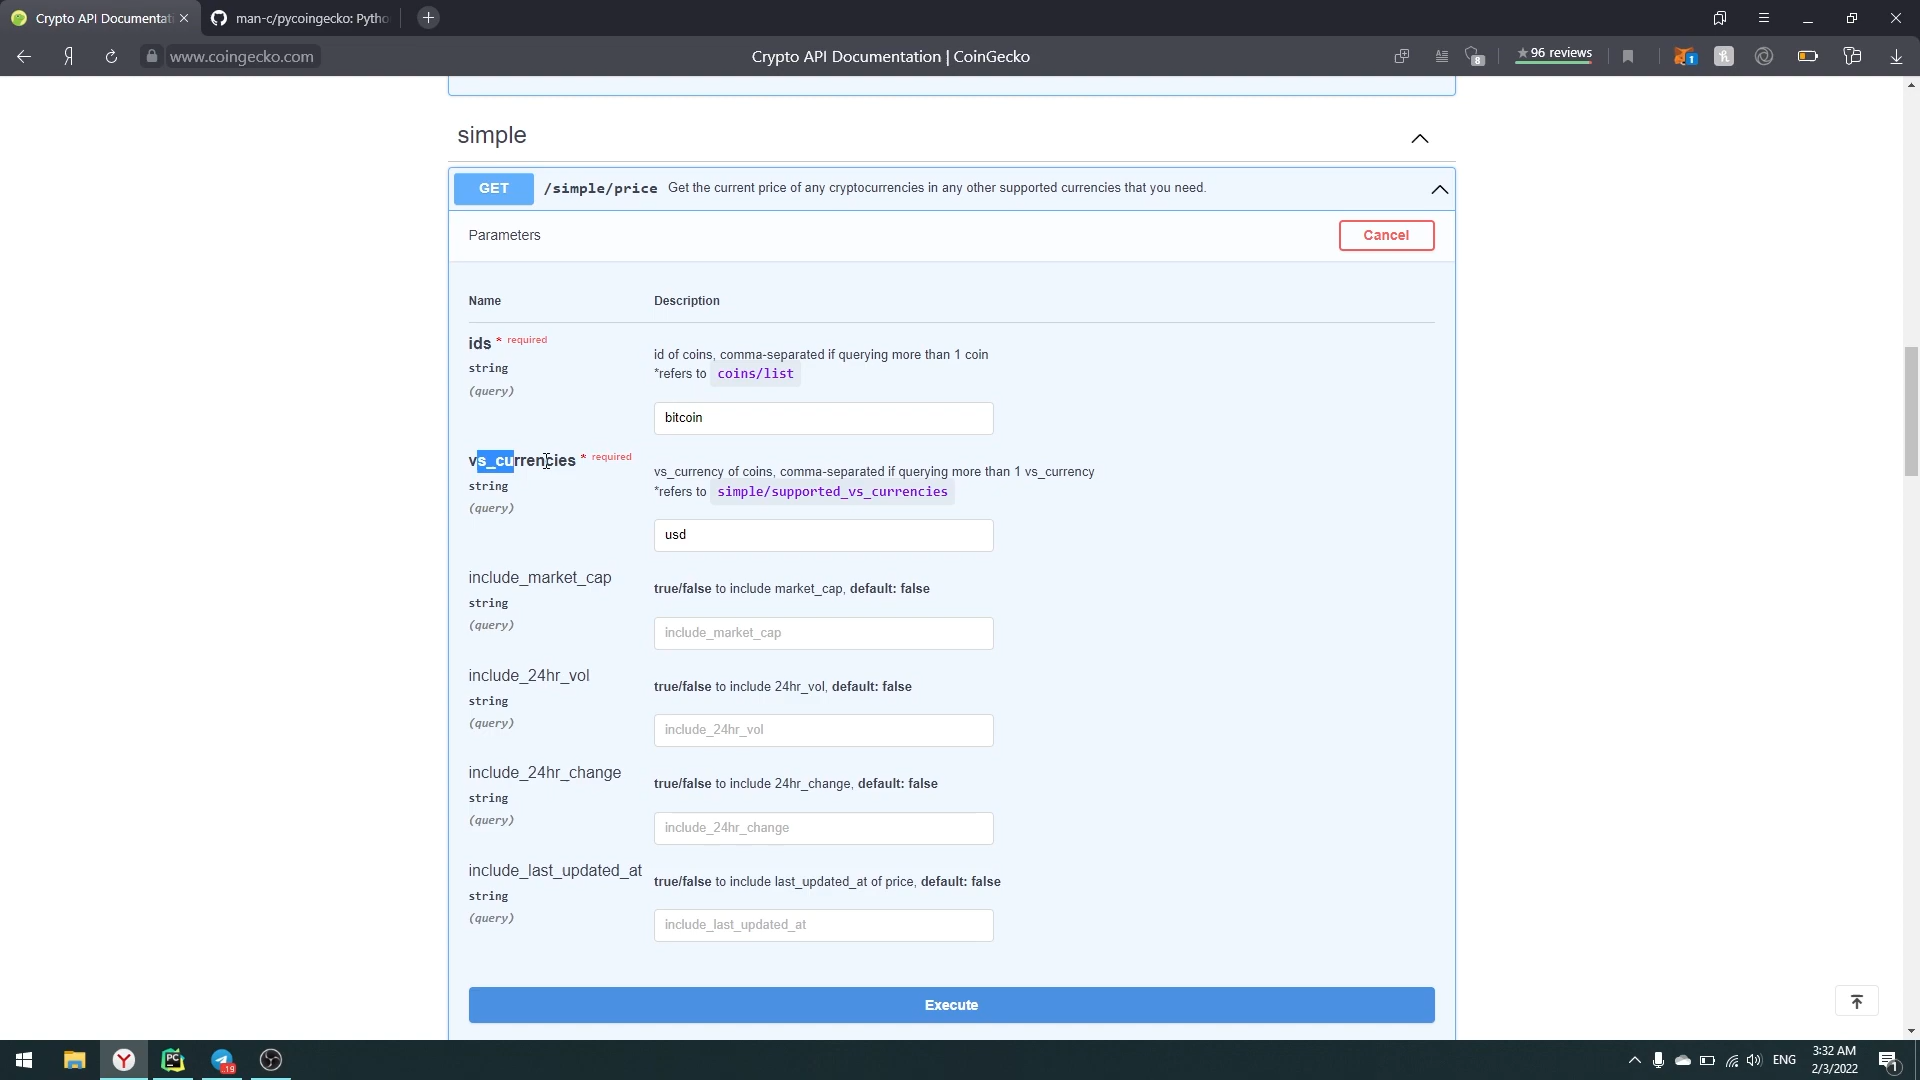 Crypto API Documentati
man-c/pycoingecko: Pytho
www.coingecko.com
Crypto API Documentation | CoinGecko
8
★96 reviews
1
simple
GET /simple/price Get the current price of any cryptocurrencies in any other supported currencies that you need.
Parameters
Cancel
Name Description
ids * required
string
(query)
id of coins, comma-separated if querying more than 1 coin
*refers to coins/list
bitcoin
vs_currencies * required
string
(query)
vs_currency of coins, comma-separated if querying more than 1 vs_currency
*refers to simple/supported_vs_currencies
usd
include_market_cap
string
(query)
true/false to include market_cap, default: false
include_market_cap
include_24hr_vol
string
(query)
true/false to include 24hr_vol, default: false
include_24hr_vol
include_24hr_change
string
(query)
true/false to include 24hr_change, default: false
include_24hr_change
include_last_updated_at
string
(query)
true/false to include last_updated_at of price, default: false
include_last_updated_at
Execute
Y
PC
19
ENG
3:32 AM
2/3/2022
1